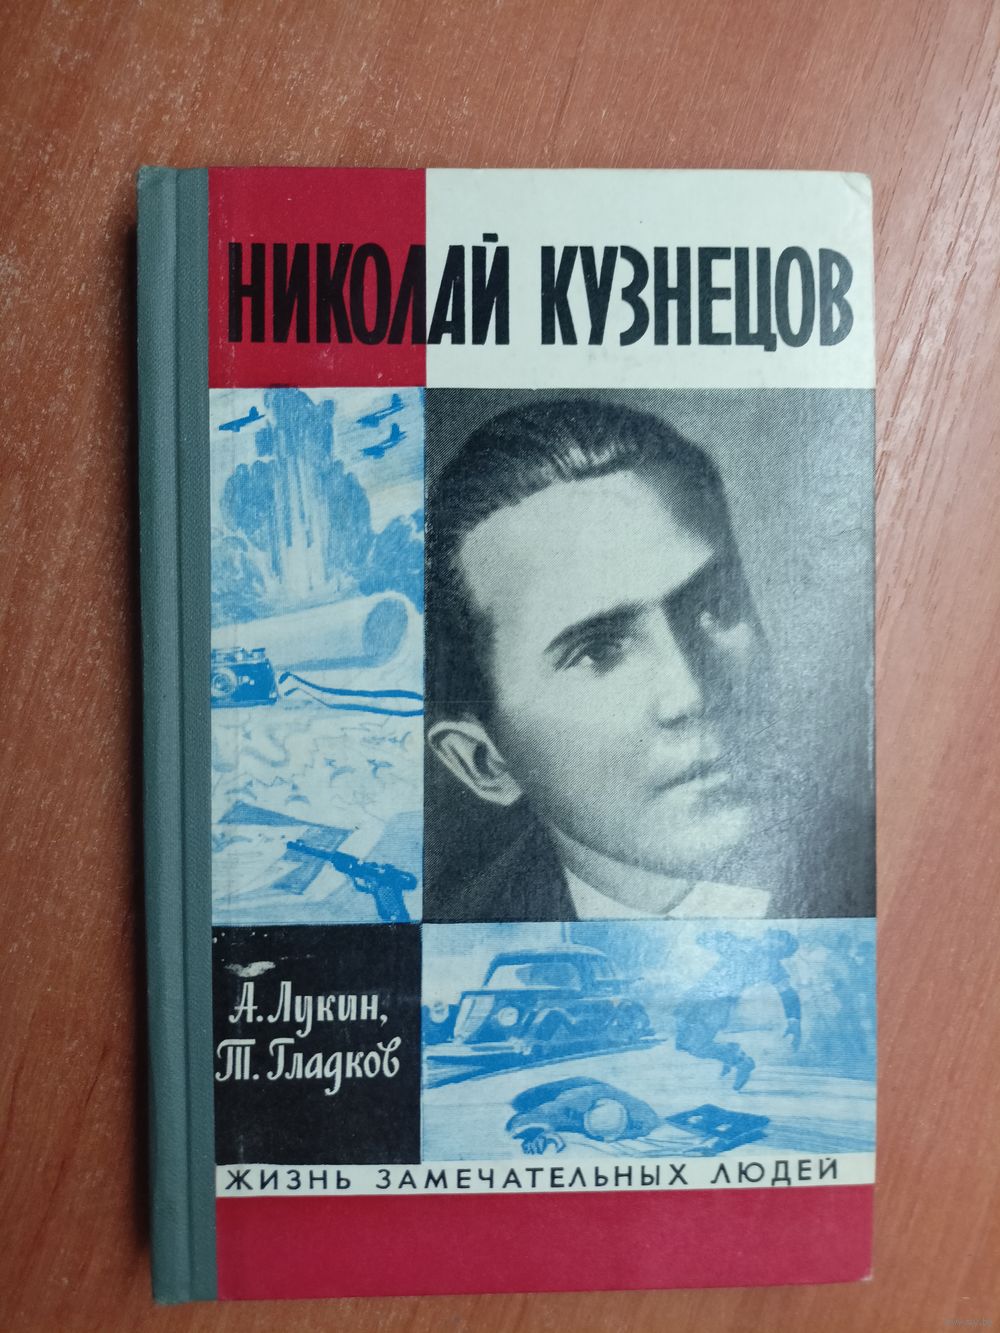 НИКОЛАЙ КУЗНЕЦОВ
А. Лукин,
Т. Гладков
ЖИЗНЬ ЗАМЕЧАТЕЛЬНЫХ ЛЮДЕЙ